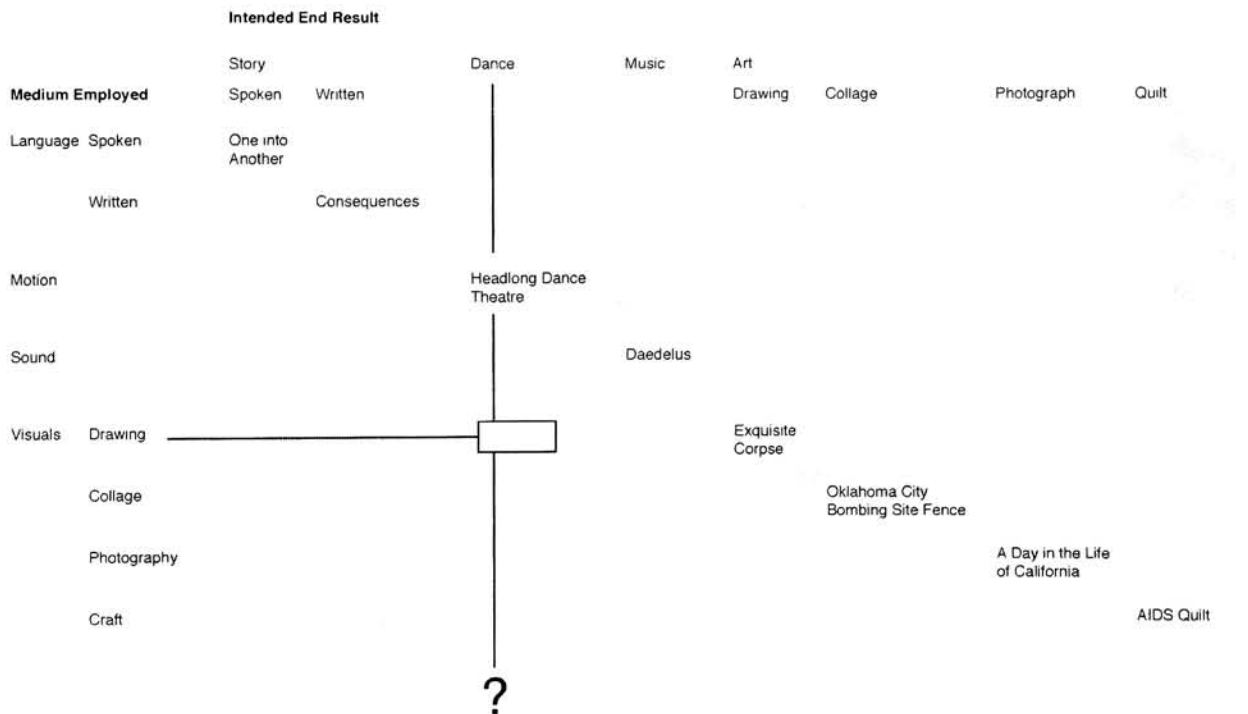 Intended End Result
Story Dance Music Art
Medium Employed Spoken Written Drawing Collage Photograph Quilt
Language Spoken One into
Another
Written Consequences
Motion Headlong Dance
Theatre
Sound Daedelus
Visuals Drawing Exquisite
Corpse
Collage Oklahoma City
Bombing Site Fence
Photography A Day in the Life
of California
Craft AIDS Quilt
?